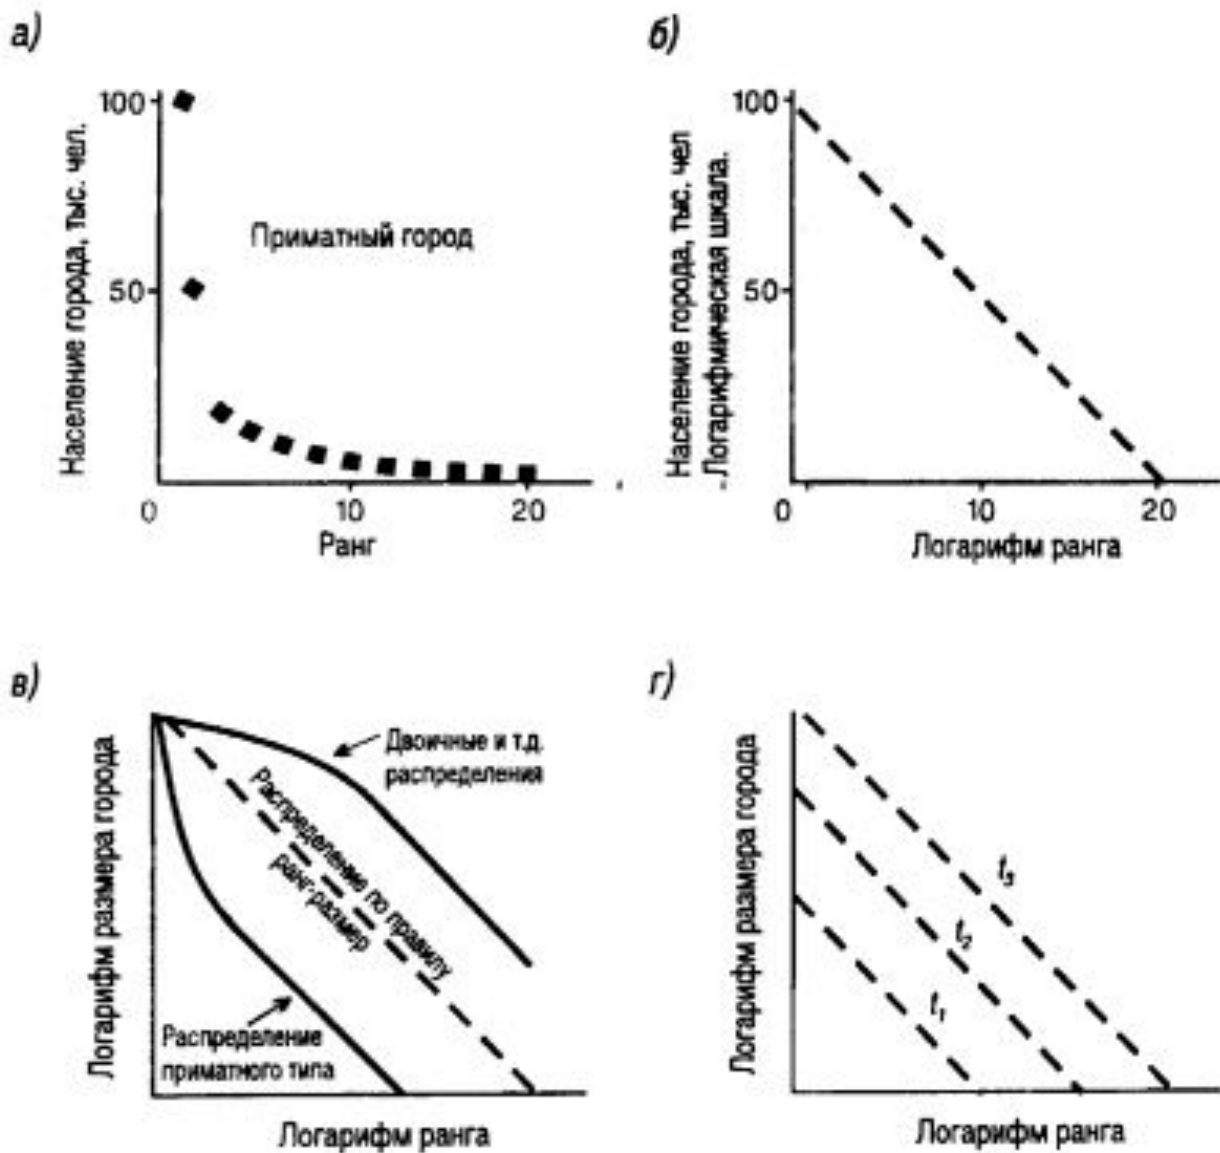 а)
100
50
Население города, тыс. чел.
Приматный город
0
10
20
Ранг
б)
100
50
Население города, тыс. чел
Логарифмическая шкала.
0
10
20
Логарифм ранга
в)
Логарифм размера города
Двоичные и т.д.
распределения
Распределение по правилу
ранг-размер
Распределение
приматного типа
Логарифм ранга
г)
Логарифм размера города
t3
t2
t1
Логарифм ранга